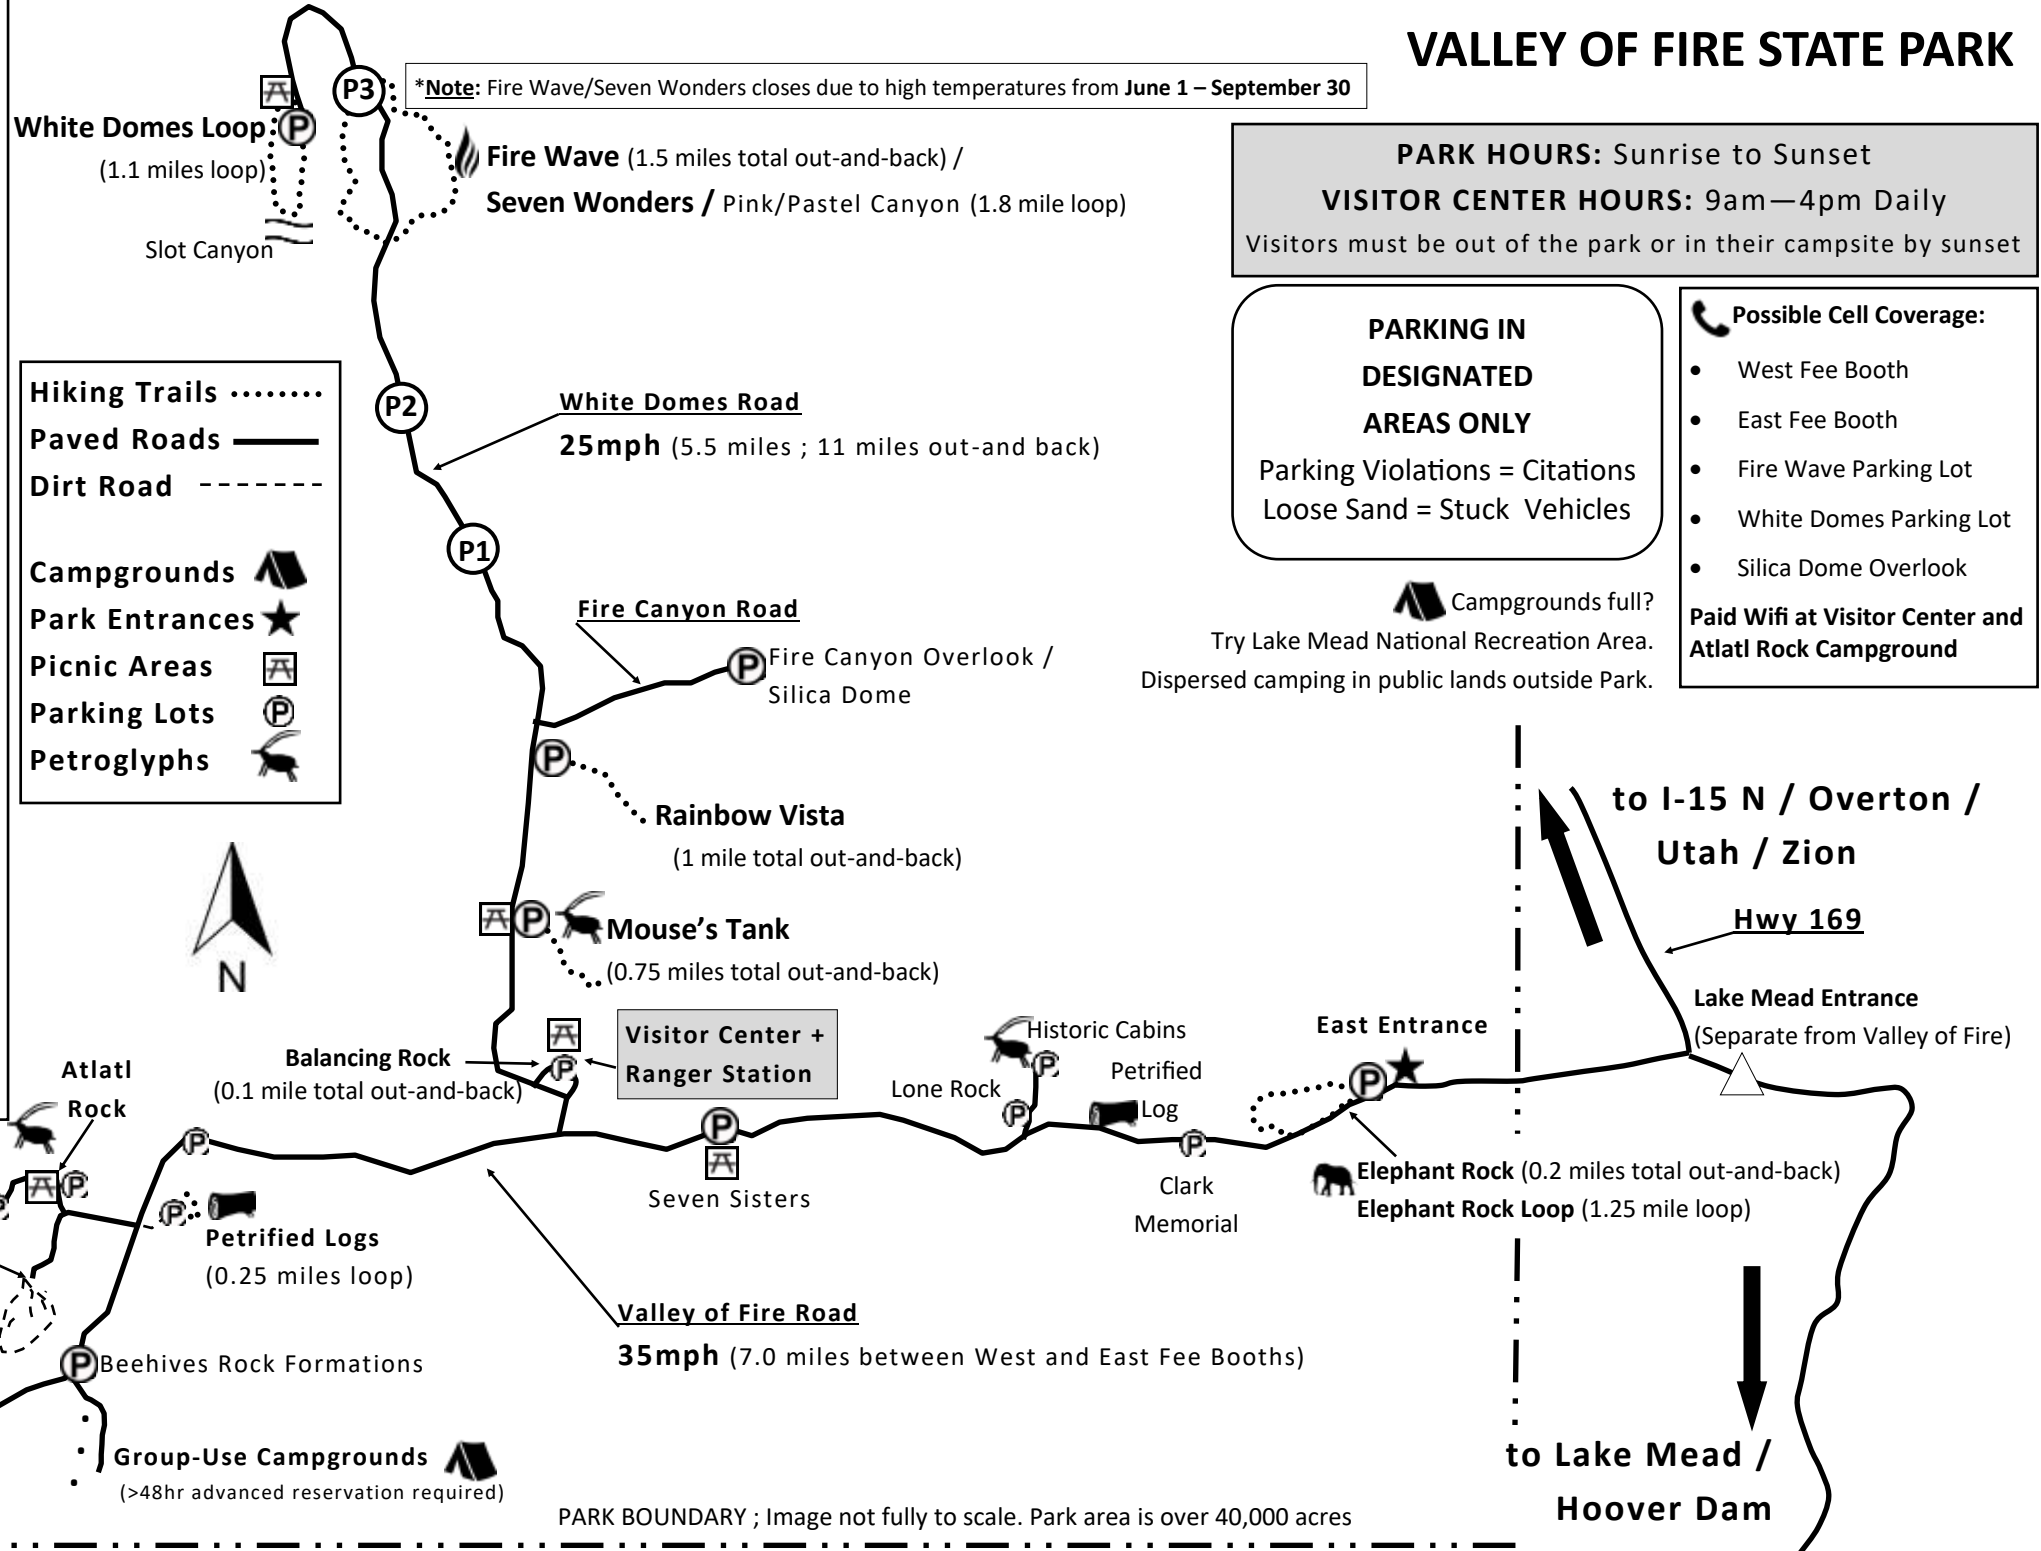 VALLEY OF FIRE STATE PARK
P3
*Note: Fire Wave/Seven Wonders closes due to high temperatures from June 1 – September 30
White Domes Loop
P
(1.1 miles loop)
Slot Canyon
Fire Wave (1.5 miles total out-and-back) /
Seven Wonders / Pink/Pastel Canyon (1.8 mile loop)
PARK HOURS: Sunrise to Sunset
VISITOR CENTER HOURS: 9am—4pm Daily
Visitors must be out of the park or in their campsite by sunset
PARKING IN
DESIGNATED
AREAS ONLY
Parking Violations = Citations
Loose Sand = Stuck Vehicles
Possible Cell Coverage:
• West Fee Booth
• East Fee Booth
• Fire Wave Parking Lot
• White Domes Parking Lot
• Silica Dome Overlook
Paid Wifi at Visitor Center and
Atlatl Rock Campground
Hiking Trails
Paved Roads
Dirt Road
Campgrounds
Park Entrances
Picnic Areas
Parking Lots P
Petroglyphs
P2
White Domes Road
25mph (5.5 miles ; 11 miles out-and back)
P1
Fire Canyon Road
P
Fire Canyon Overlook /
Silica Dome
Campgrounds full?
Try Lake Mead National Recreation Area.
Dispersed camping in public lands outside Park.
P
Rainbow Vista
(1 mile total out-and-back)
P
Mouse's Tank
(0.75 miles total out-and-back)
N
to I-15 N / Overton /
Utah / Zion
Hwy 169
Lake Mead Entrance
(Separate from Valley of Fire)
Visitor Center +
Ranger Station
P
Balancing Rock
(0.1 mile total out-and-back)
Atlatl
Rock
P
P
P
P
Petrified Logs
(0.25 miles loop)
P
Seven Sisters
Historic Cabins
P
Lone Rock
P
Petrified
Log
P
Clark
Memorial
East Entrance
P
Elephant Rock (0.2 miles total out-and-back)
Elephant Rock Loop (1.25 mile loop)
Valley of Fire Road
35mph (7.0 miles between West and East Fee Booths)
P
Beehives Rock Formations
Group-Use Campgrounds
(>48hr advanced reservation required)
to Lake Mead /
Hoover Dam
PARK BOUNDARY ; Image not fully to scale. Park area is over 40,000 acres